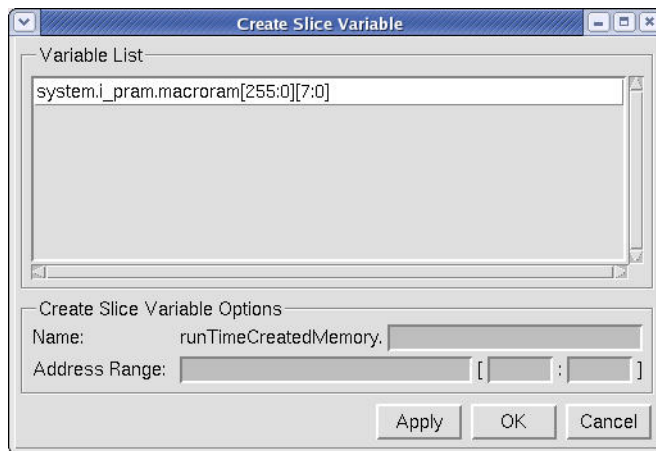 Create Slice Variable
Variable List
system.i_pram.macroram[255:0][7:0]
Create Slice Variable Options
Name: runTimeCreatedMemory.
Address Range: [ : ]
Apply OK Cancel